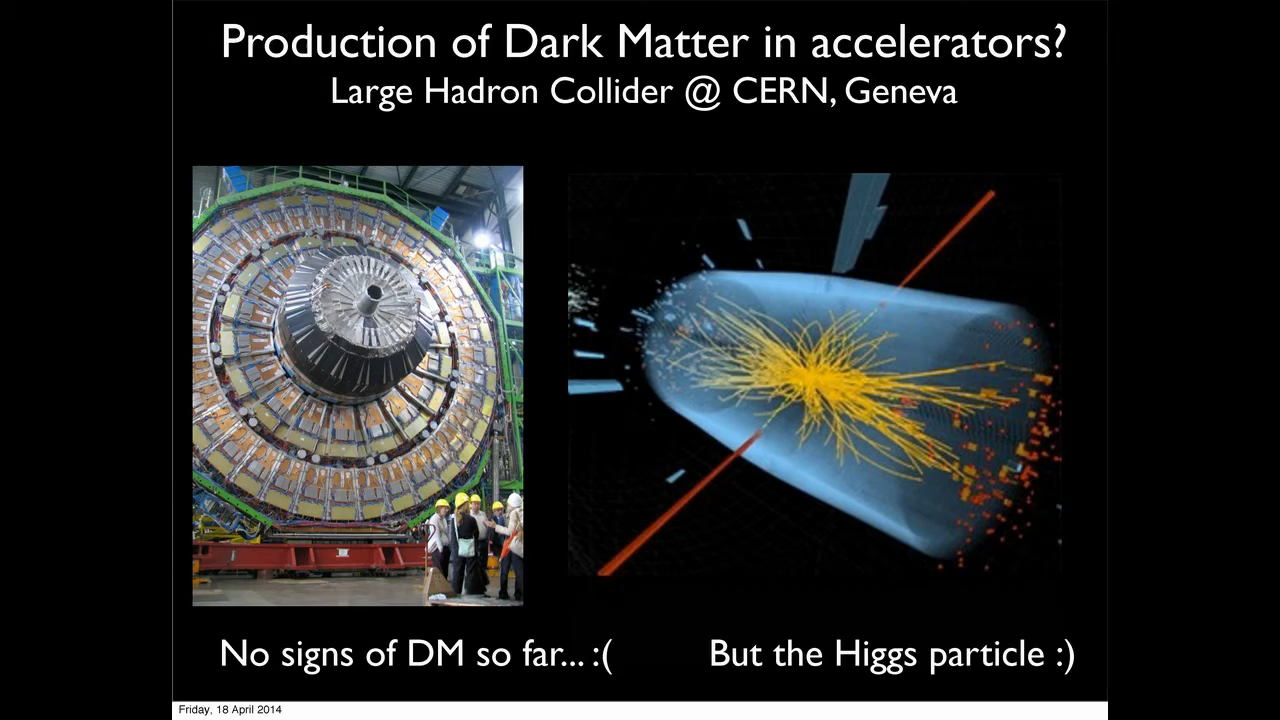 Production of Dark Matter in accelerators?
Large Hadron Collider @ CERN, Geneva
No signs of DM so far... :(
But the Higgs particle :)
Friday, 18 April 2014